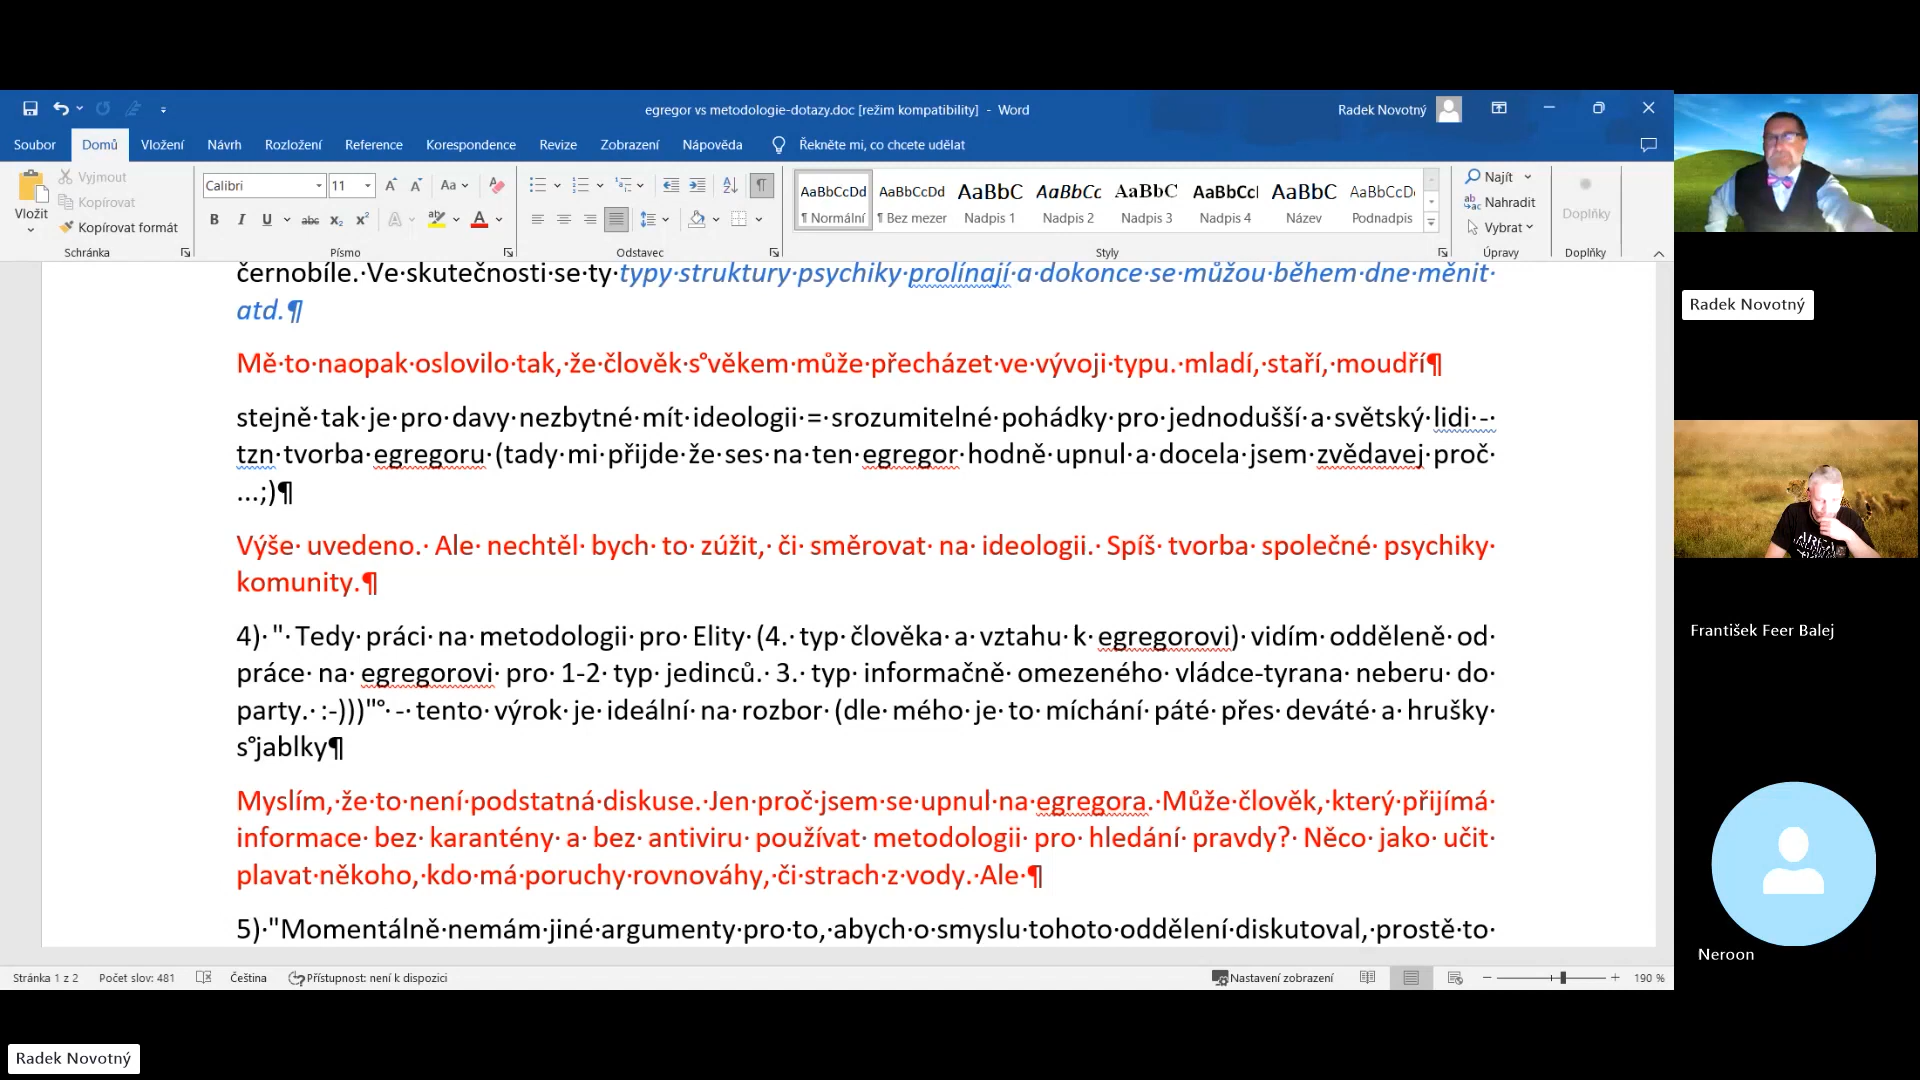 egregor vs metodologie-dotazy.doc [režim kompatibility] - Word
Radek Novotný
Soubor Domů Vložení Návrh Rozložení Reference Korespondence Revize Zobrazení Nápověda Řekněte mi, co chcete udělat
Vložit
Vyjmout
Kopírovat
Kopírovat formát
Schránka
Calibri 11
Písmo
Odstavec
AaBbCcDd AaBbCcDd AaBbC AaBbCc AaBbC AaBbCcl AaBbC AaBbCcDı
¶ Normální ¶ Bez mezer Nadpis 1 Nadpis 2 Nadpis 3 Nadpis 4 Název Podnadpis
Styly
Najít
Nahradit
Vybrat
Úpravy
Doplňky
Doplňky
černobíle.·Ve·skutečnosti·se·ty·typy·struktury·psychiky·prolínají·a·dokonce·se·můžou·během·dne·měnit·
atd.¶
Mě·to·naopak·oslovilo·tak,·že·člověk·s°věkem·může·přecházet·ve·vývoji·typu.·mladí,·staří,·moudří¶
stejně·tak·je·pro·davy·nezbytné·mít·ideologii·=·srozumitelné·pohádky·pro·jednodušší·a·světský·lidi·-·
tzn·tvorba·egregoru·(tady·mi·přijde·že·ses·na·ten·egregor·hodně·upnul·a·docela·jsem·zvědavej·proč·
...;)¶
Výše·uvedeno.·Ale·nechtěl·bych·to·zúžit,·či·směrovat·na·ideologii.·Spíš·tvorba·společné·psychiky·
komunity.¶
4)·"·Tedy·práci·na·metodologii·pro·Elity·(4.·typ·člověka·a·vztahu·k·egregorovi)·vidím·odděleně·od·
práce·na·egregorovi·pro·1-2·typ·jedinců.·3.·typ·informačně·omezeného·vládce-tyrana·neberu·do·
party.·:-)))"°·-·tento·výrok·je·ideální·na·rozbor·(dle·mého·je·to·míchání·páté·přes·deváté·a·hrušky·
s°jablky¶
Myslím,·že·to·není·podstatná·diskuse.·Jen·proč·jsem·se·upnul·na·egregora.·Může·člověk,·který·přijímá·
informace·bez·karantény·a·bez·antiviru·používat·metodologii·pro·hledání·pravdy?·Něco·jako·učit·
plavat·někoho,·kdo·má·poruchy·rovnováhy,·či·strach·z·vody.·Ale·¶
5)·"Momentálně·nemám·jiné·argumenty·pro·to,·abych·o·smyslu·tohoto·oddělení·diskutoval,·prostě·to·
Stránka 1 z 2 Počet slov: 481 Čeština Přístupnost: není k dispozici Nastavení zobrazení 190 %
Radek Novotný
František Feer Balej
Neroon
Radek Novotný